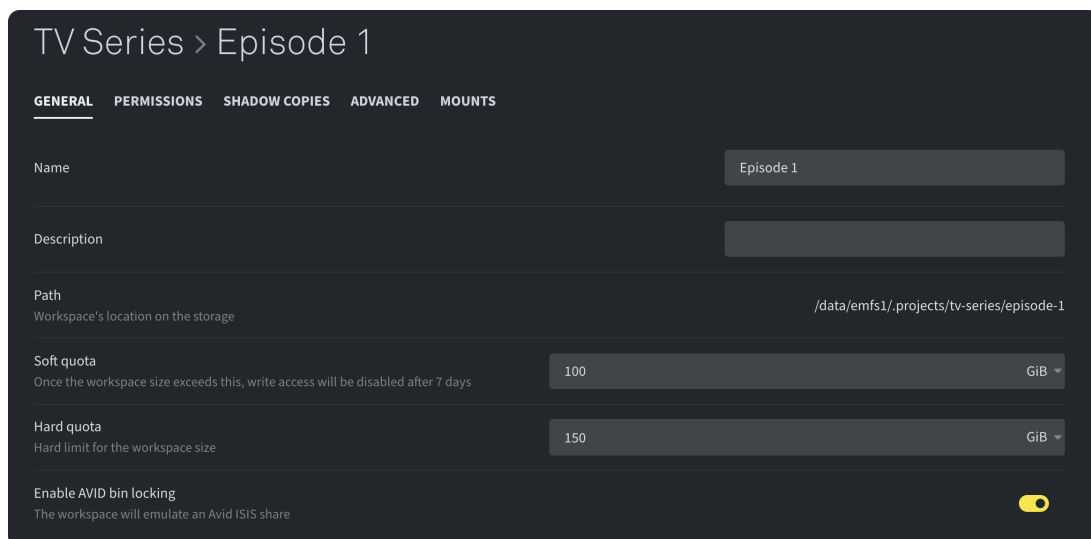 TV Series > Episode 1
GENERAL PERMISSIONS SHADOW COPIES ADVANCED MOUNTS
Name
Episode 1
Description
Path
Workspace's location on the storage
/data/emfs1/.projects/tv-series/episode-1
Soft quota
Once the workspace size exceeds this, write access will be disabled after 7 days
100 GiB
Hard quota
Hard limit for the workspace size
150 GiB
Enable AVID bin locking
The workspace will emulate an Avid ISIS share